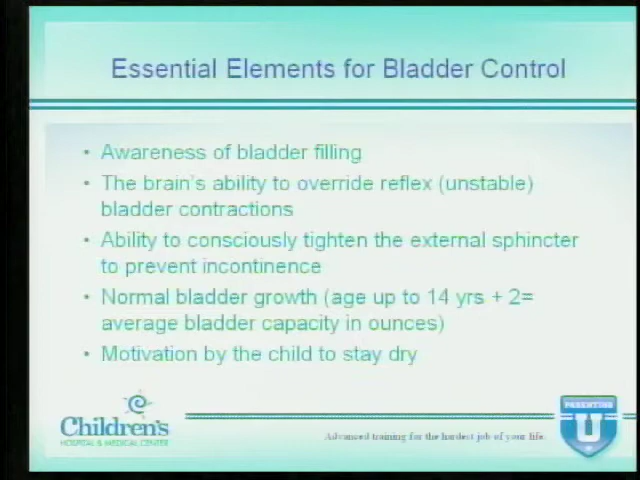 Essential Elements for Bladder Control
• Awareness of bladder filling
• The brain's ability to override reflex (unstable)
bladder contractions
• Ability to consciously tighten the external sphincter
to prevent incontinence
• Normal bladder growth (age up to 14 yrs + 2=
average bladder capacity in ounces)
• Motivation by the child to stay dry
Children's
HOSPITAL & MEDICAL CENTER
Advanced training for the hardest job of your life.
PARENTING
U